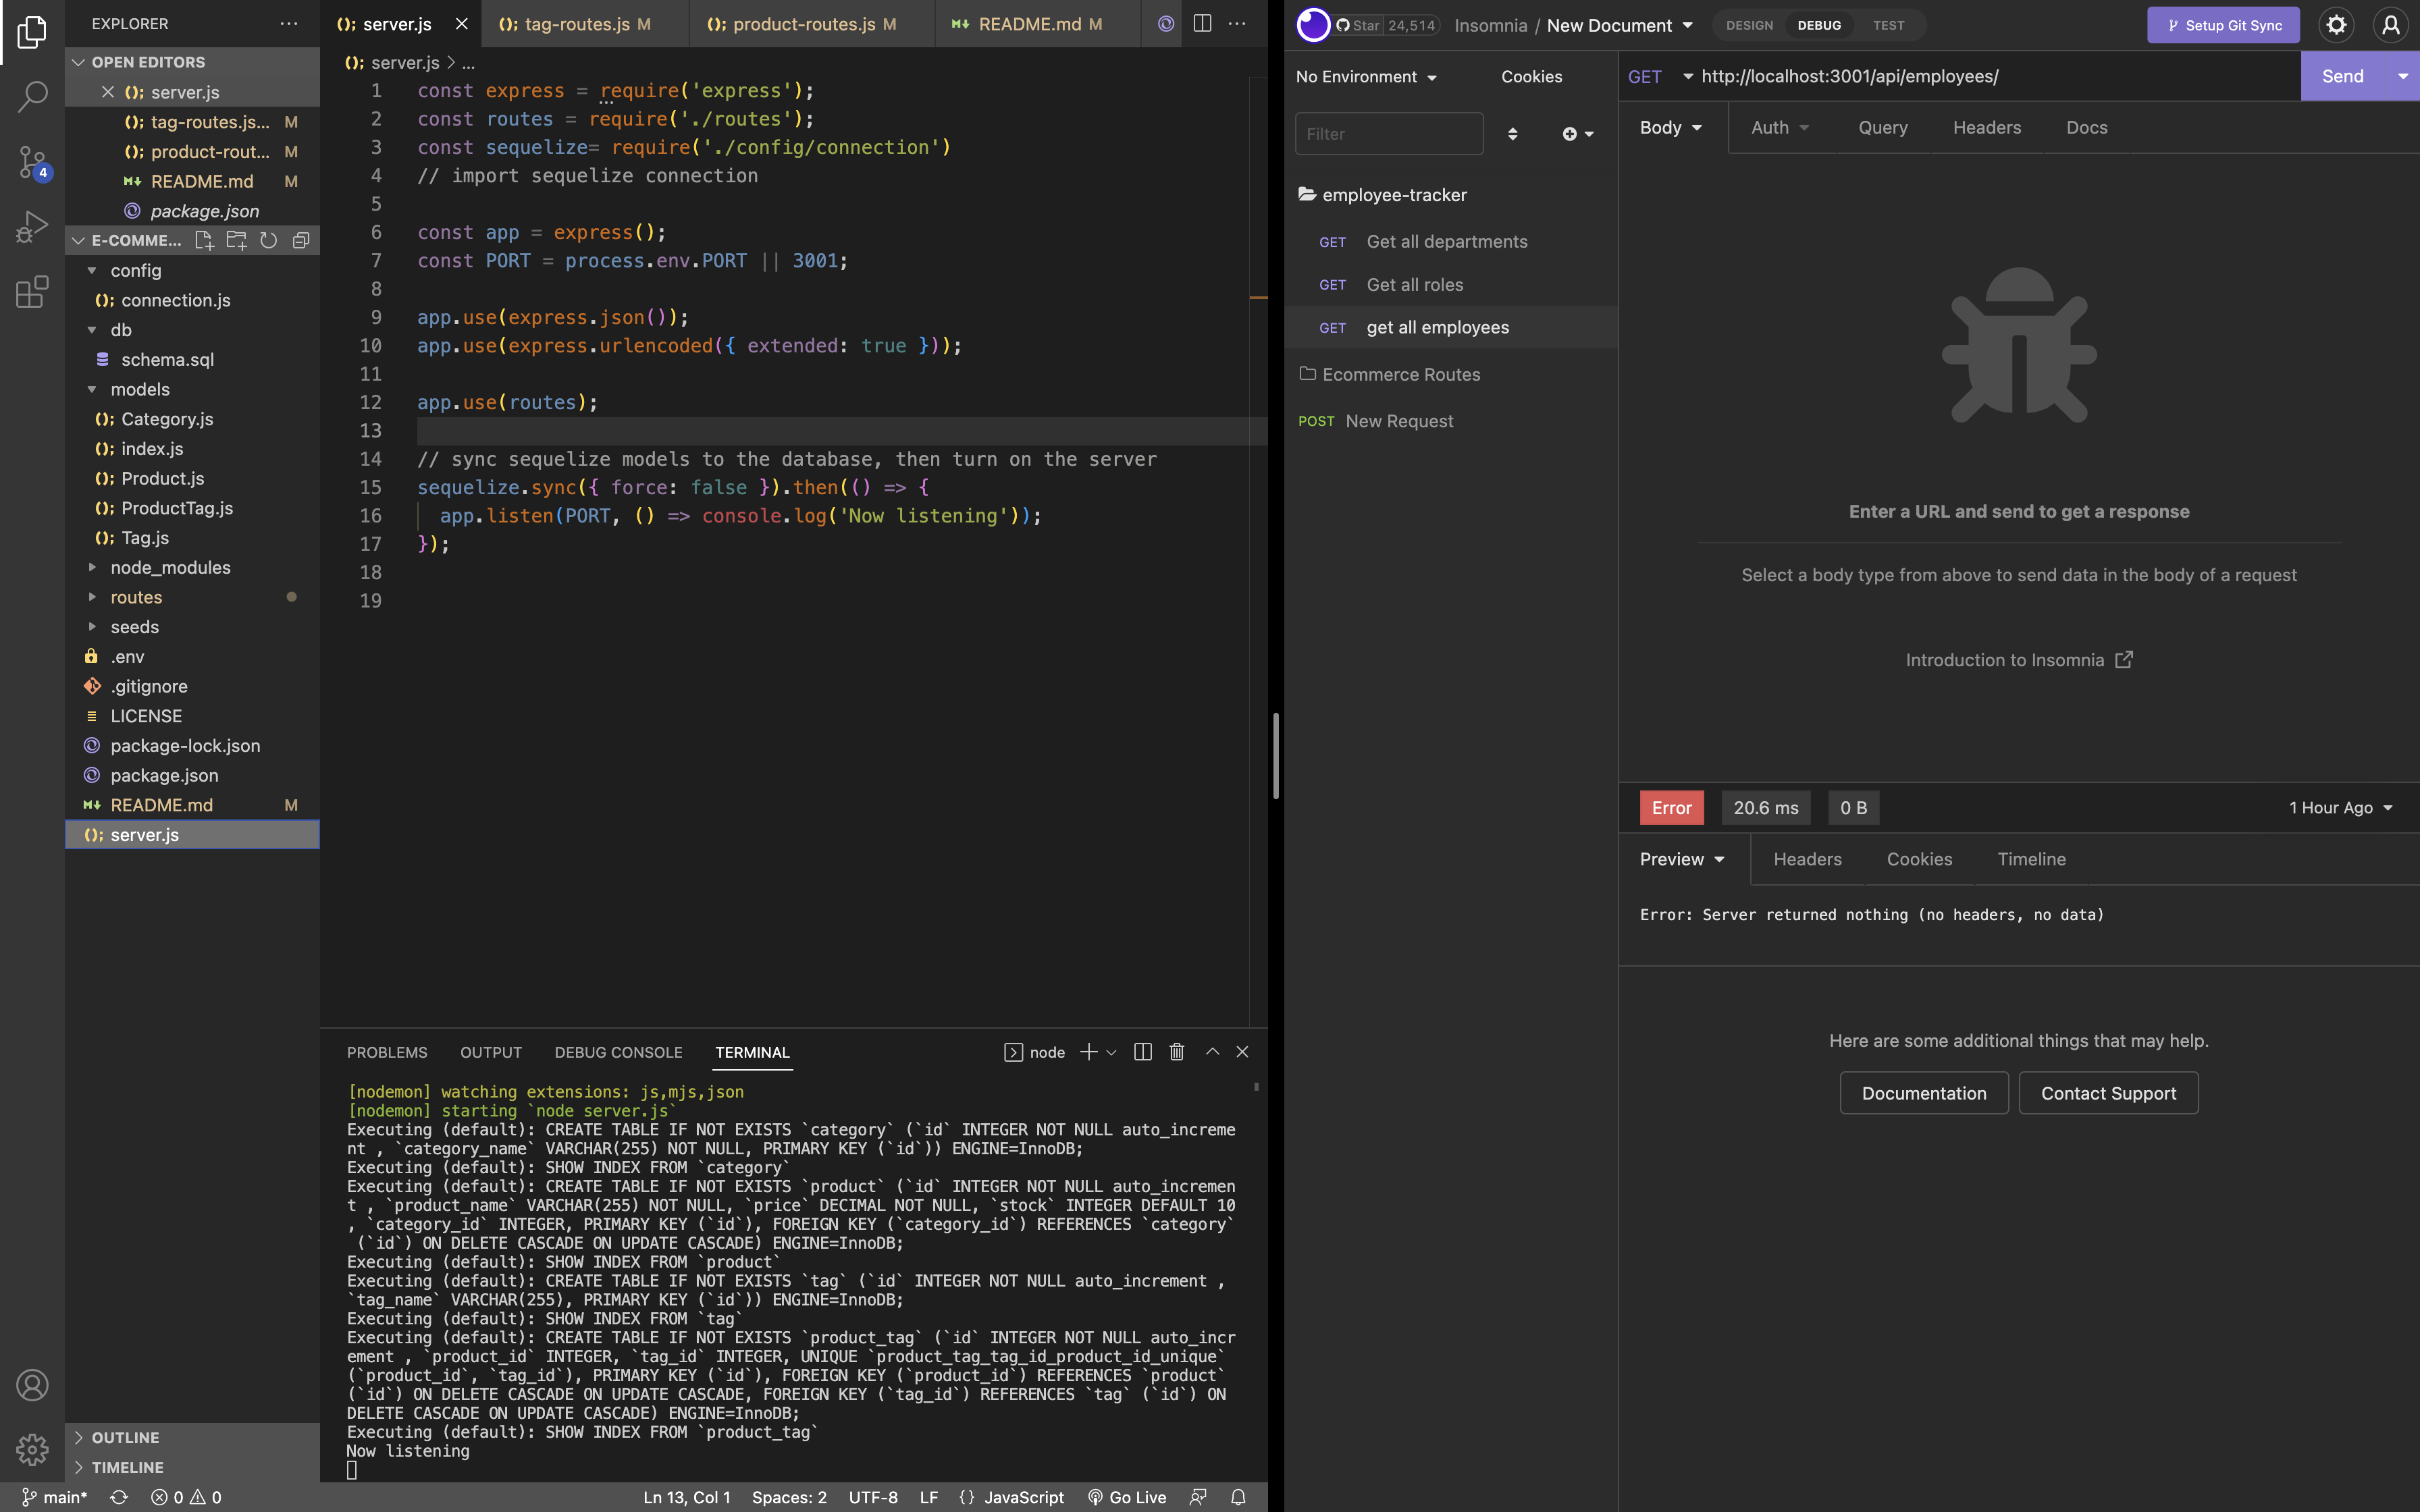 EXPLORER
OPEN EDITORS
server.js
tag-routes.js... M
product-rout... M
README.md M
package.json
E-COMME...
config
connection.js
db
schema.sql
models
Category.js
index.js
Product.js
ProductTag.js
Tag.js
node_modules
routes
seeds
.env
.gitignore
LICENSE
package-lock.json
package.json
README.md M
server.js
OUTLINE
TIMELINE
4
server.js
tag-routes.js M
product-routes.js M
README.md M
server.js > ...
1 const express = require('express');
2 const routes = require('./routes');
3 const sequelize= require('./config/connection')
4 // import sequelize connection
5
6 const app = express();
7 const PORT = process.env.PORT || 3001;
8
9 app.use(express.json());
10 app.use(express.urlencoded({ extended: true }));
11
12 app.use(routes);
13
14 // sync sequelize models to the database, then turn on the server
15 sequelize.sync({ force: false }).then(() => {
16 app.listen(PORT, () => console.log('Now listening'));
17 });
18
19
PROBLEMS OUTPUT DEBUG CONSOLE TERMINAL node
[nodemon] watching extensions: js,mjs,json
[nodemon] starting `node server.js`
Executing (default): CREATE TABLE IF NOT EXISTS `category` (`id` INTEGER NOT NULL auto_increme
nt , `category_name` VARCHAR(255) NOT NULL, PRIMARY KEY (`id`)) ENGINE=InnoDB;
Executing (default): SHOW INDEX FROM `category`
Executing (default): CREATE TABLE IF NOT EXISTS `product` (`id` INTEGER NOT NULL auto_incremen
t , `product_name` VARCHAR(255) NOT NULL, `price` DECIMAL NOT NULL, `stock` INTEGER DEFAULT 10
, `category_id` INTEGER, PRIMARY KEY (`id`), FOREIGN KEY (`category_id`) REFERENCES `category`
(`id`) ON DELETE CASCADE ON UPDATE CASCADE) ENGINE=InnoDB;
Executing (default): SHOW INDEX FROM `product`
Executing (default): CREATE TABLE IF NOT EXISTS `tag` (`id` INTEGER NOT NULL auto_increment ,
`tag_name` VARCHAR(255), PRIMARY KEY (`id`)) ENGINE=InnoDB;
Executing (default): SHOW INDEX FROM `tag`
Executing (default): CREATE TABLE IF NOT EXISTS `product_tag` (`id` INTEGER NOT NULL auto_incr
ement , `product_id` INTEGER, `tag_id` INTEGER, UNIQUE `product_tag_tag_id_product_id_unique`
(`product_id`, `tag_id`), PRIMARY KEY (`id`), FOREIGN KEY (`product_id`) REFERENCES `product`
(`id`) ON DELETE CASCADE ON UPDATE CASCADE, FOREIGN KEY (`tag_id`) REFERENCES `tag` (`id`) ON
DELETE CASCADE ON UPDATE CASCADE) ENGINE=InnoDB;
Executing (default): SHOW INDEX FROM `product_tag`
Now listening
main* 0 0 Ln 13, Col 1 Spaces: 2 UTF-8 LF {} JavaScript Go Live
Star 24,514 Insomnia / New Document DESIGN DEBUG TEST Setup Git Sync
No Environment Cookies
Filter
employee-tracker
GET Get all departments
GET Get all roles
GET get all employees
Ecommerce Routes
POST New Request
GET http://localhost:3001/api/employees/ Send
Body Auth Query Headers Docs
Enter a URL and send to get a response
Select a body type from above to send data in the body of a request
Introduction to Insomnia
Error 20.6 ms 0 B 1 Hour Ago
Preview Headers Cookies Timeline
Error: Server returned nothing (no headers, no data)
Here are some additional things that may help.
Documentation Contact Support